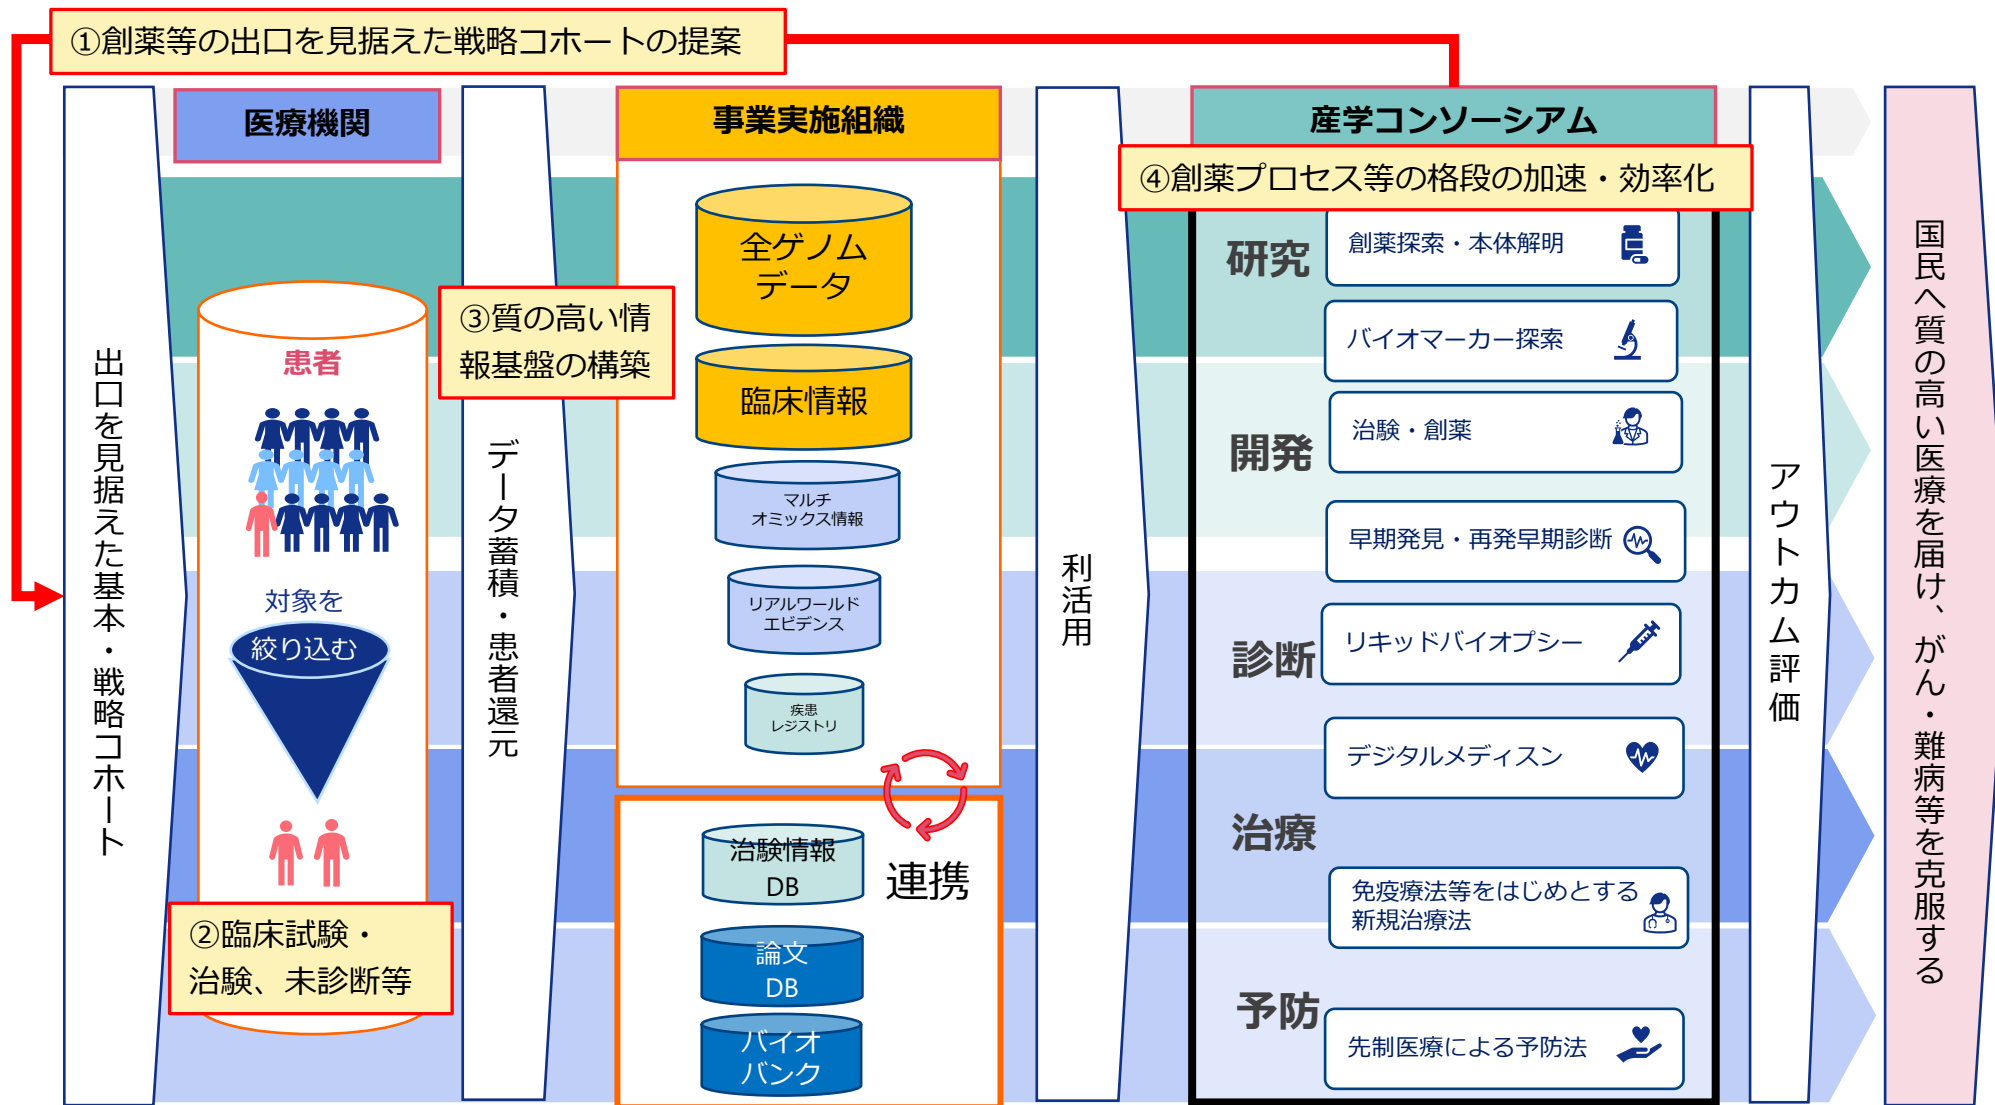 ①創薬等の出口を見据えた戦略コホートの提案
出口を見据えた基本・戦略コホート
医療機関
患者
対象を
絞り込む
②臨床試験・
治験、未診断等
データ蓄積・患者還元
③質の高い情
報基盤の構築
事業実施組織
全ゲノム
データ
臨床情報
マルチ
オミックス情報
リアルワールド
エビデンス
疾患
レジストリ
連携
治験情報
DB
論文
DB
バイオ
バンク
利活用
産学コンソーシアム
④創薬プロセス等の格段の加速・効率化
研究
創薬探索・本体解明
バイオマーカー探索
開発
治験・創薬
早期発見・再発早期診断
診断
リキッドバイオプシー
デジタルメディスン
治療
免疫療法等をはじめとする
新規治療法
予防
先制医療による予防法
アウトカム評価
国民へ質の高い医療を届け、がん・難病等を克服する